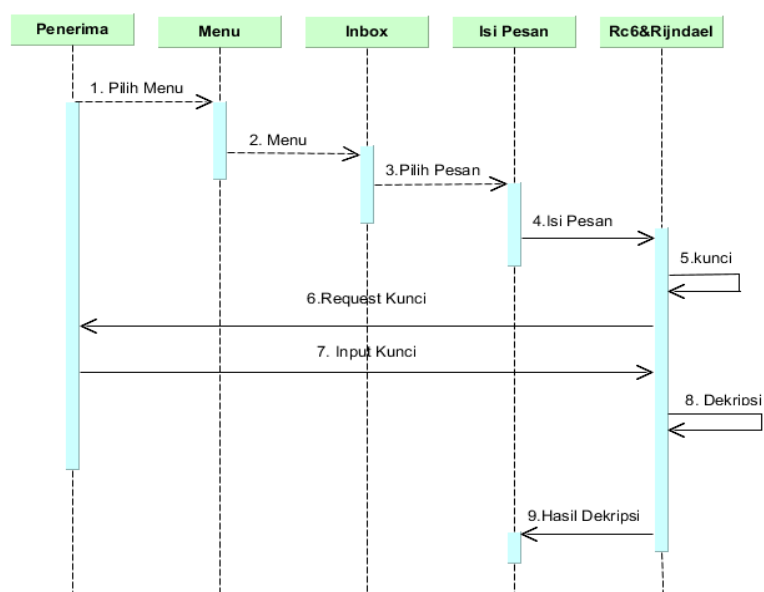 Penerima
Menu
Inbox
Isi Pesan
Rc6&Rijndael
1. Pilih Menu
2. Menu
3.Pilih Pesan
4.Isi Pesan
5.kunci
6.Request Kunci
7. Input Kunci
8. Dekripsi
9.Hasil Dekripsi